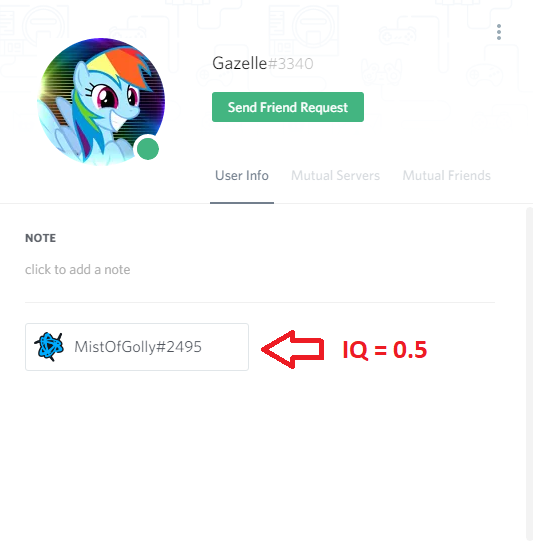 Gazelle#3340
Send Friend Request
User Info Mutual Servers Mutual Friends
NOTE
click to add a note
MistOfGolly#2495 IQ = 0.5